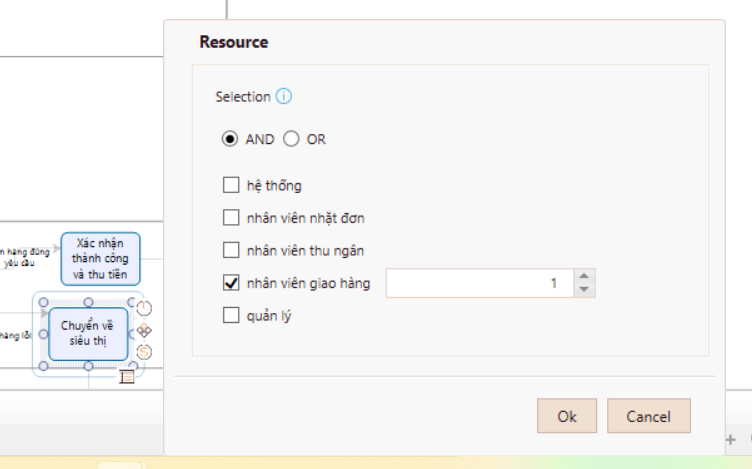 Resource
Selection
AND OR
hệ thống
nhân viên nhặt đơn
nhân viên thu ngân
nhân viên giao hàng 1
quản lý
Ok Cancel
hàng đúng
yêu cầu
Xác nhận
thành công
và thu tiền
hàng lỗi
Chuyển về
siêu thị